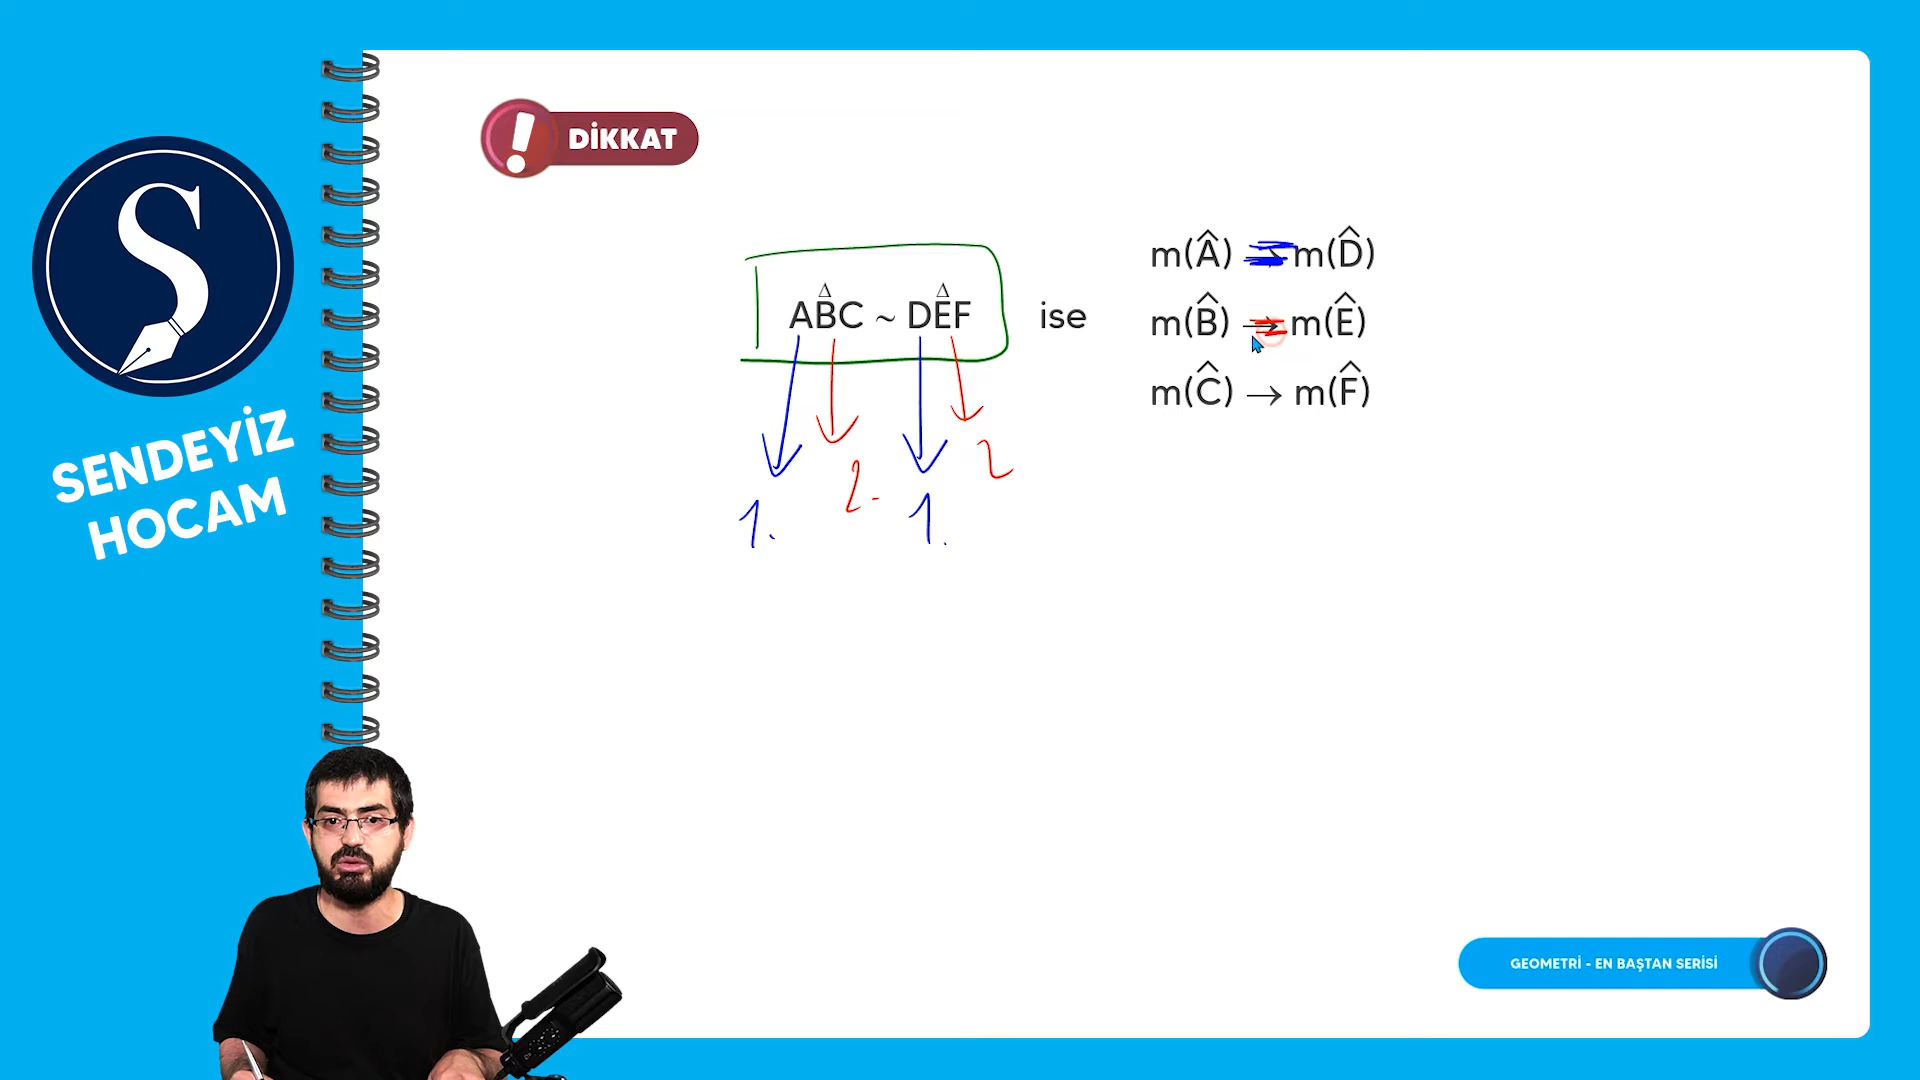 SENDEYİZ
HOCAM
DİKKAT
ABC ~ DEF ise
m(Â) = m(D̂)
m(B̂) = m(Ê)
m(Ĉ) → m(F̂)
1. 2. 1. 2
GEOMETRİ - EN BAŞTAN SERİSİ